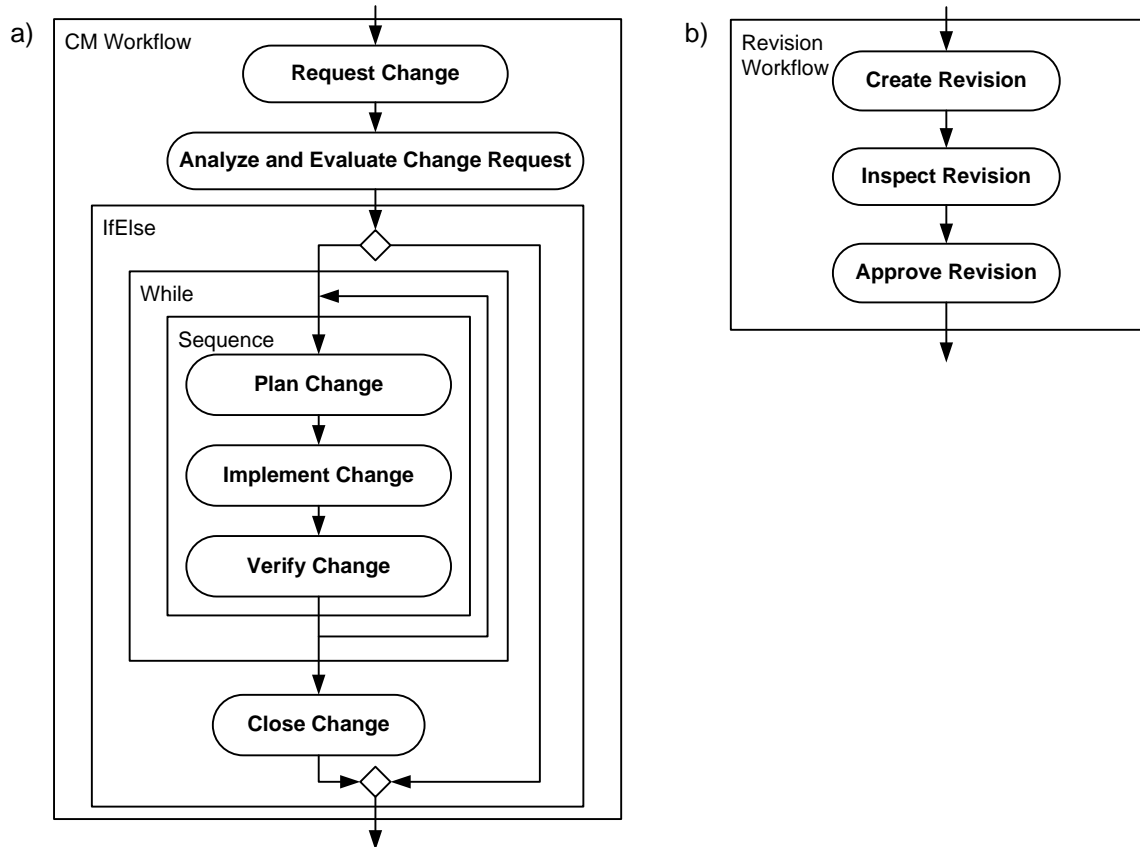 a)
CM Workflow
Request Change
Analyze and Evaluate Change Request
IfElse
While
Sequence
Plan Change
Implement Change
Verify Change
Close Change
b)
Revision
Workflow
Create Revision
Inspect Revision
Approve Revision